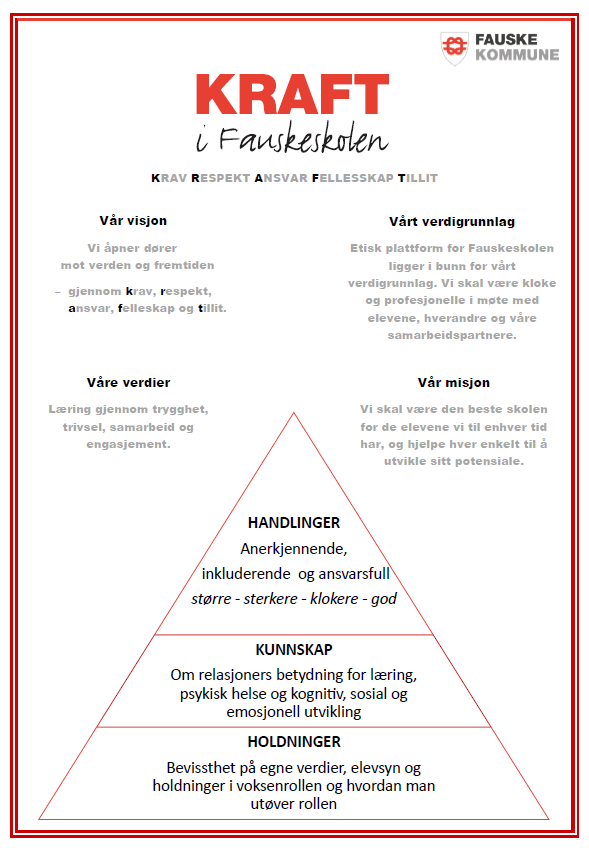 FAUSKE
KOMMUNE
KRAFT
i Fauskeskolen
KRAV RESPEKT ANSVAR FELLESSKAP TILLIT
Vår visjon
Vi åpner dører
mot verden og fremtiden
– gjennom krav, respekt,
ansvar, felleskap og tillit.
Vårt verdigrunnlag
Etisk plattform for Fauskeskolen
ligger i bunn for vårt
verdigrunnlag. Vi skal være kloke
og profesjonelle i møte med
elevene, hverandre og våre
samarbeidspartnere.
Våre verdier
Læring gjennom trygghet,
trivsel, samarbeid og
engasjement.
Vår misjon
Vi skal være den beste skolen
for de elevene vi til enhver tid
har, og hjelpe hver enkelt til å
utvikle sitt potensiale.
HANDLINGER
Anerkjennende,
inkluderende og ansvarsfull
større - sterkere - klokere - god
KUNNSKAP
Om relasjoners betydning for læring,
psykisk helse og kognitiv, sosial og
emosjonell utvikling
HOLDNINGER
Bevissthet på egne verdier, elevsyn og
holdninger i voksenrollen og hvordan man
utøver rollen